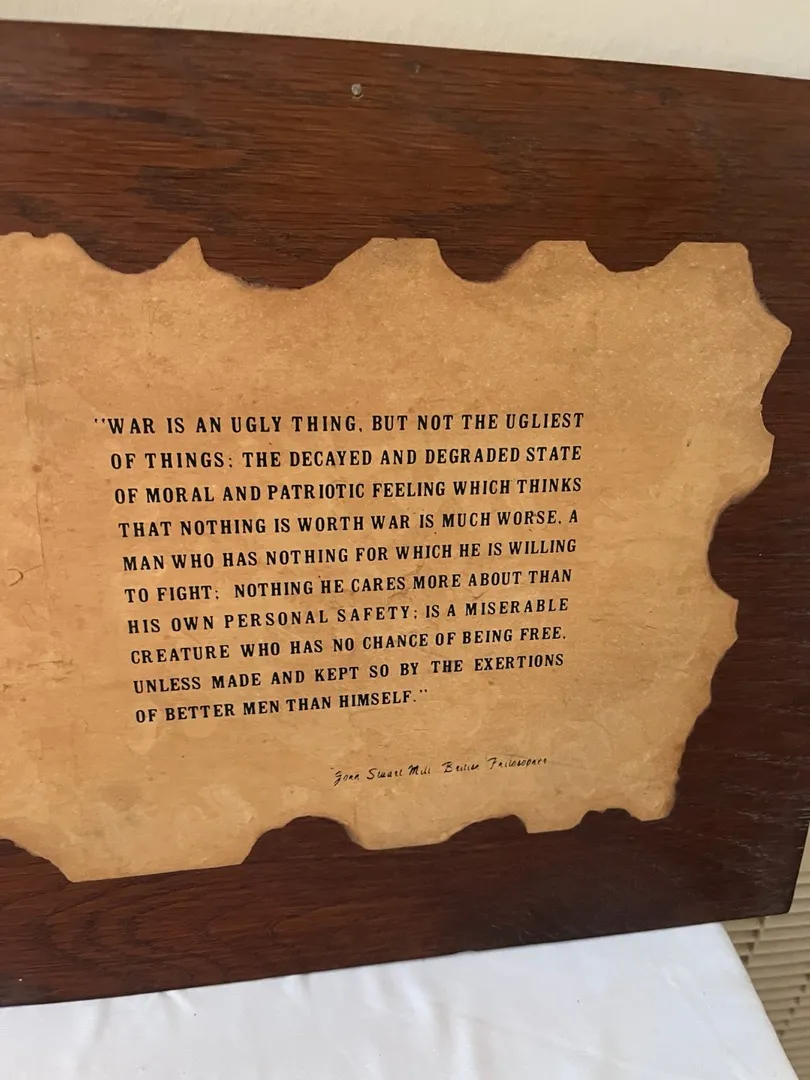 "WAR IS AN UGLY THING, BUT NOT THE UGLIEST
OF THINGS: THE DECAYED AND DEGRADED STATE
OF MORAL AND PATRIOTIC FEELING WHICH THINKS
THAT NOTHING IS WORTH WAR IS MUCH WORSE. A
MAN WHO HAS NOTHING FOR WHICH HE IS WILLING
TO FIGHT; NOTHING HE CARES MORE ABOUT THAN
HIS OWN PERSONAL SAFETY; IS A MISERABLE
CREATURE WHO HAS NO CHANCE OF BEING FREE.
UNLESS MADE AND KEPT SO BY THE EXERTIONS
OF BETTER MEN THAN HIMSELF."
John Stuart Mill British Philosopher